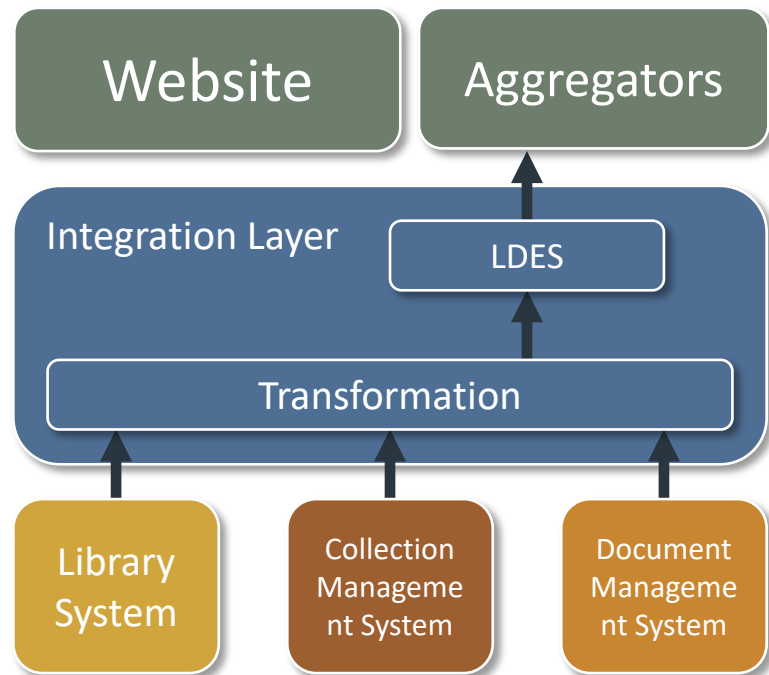 Website
Aggregators
Integration Layer
LDES
Transformation
Library
System
Collection
Manageme
nt System
Document
Manageme
nt System